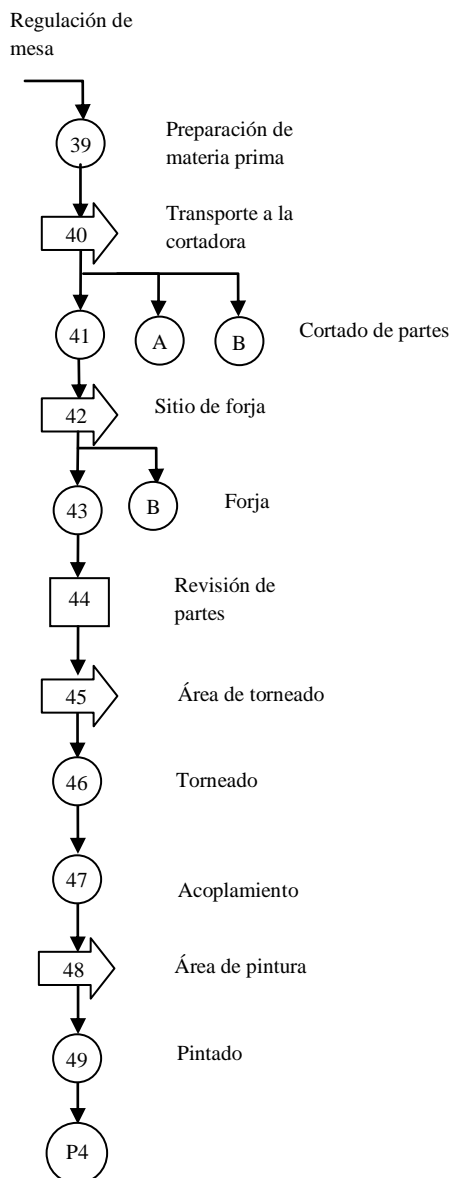 Regulación de
mesa
39
Preparación de
materia prima
40
Transporte a la
cortadora
41
A
B
Cortado de partes
42
Sitio de forja
43
B
Forja
44
Revisión de
partes
45
Área de torneado
46
Torneado
47
Acoplamiento
48
Área de pintura
49
Pintado
P4